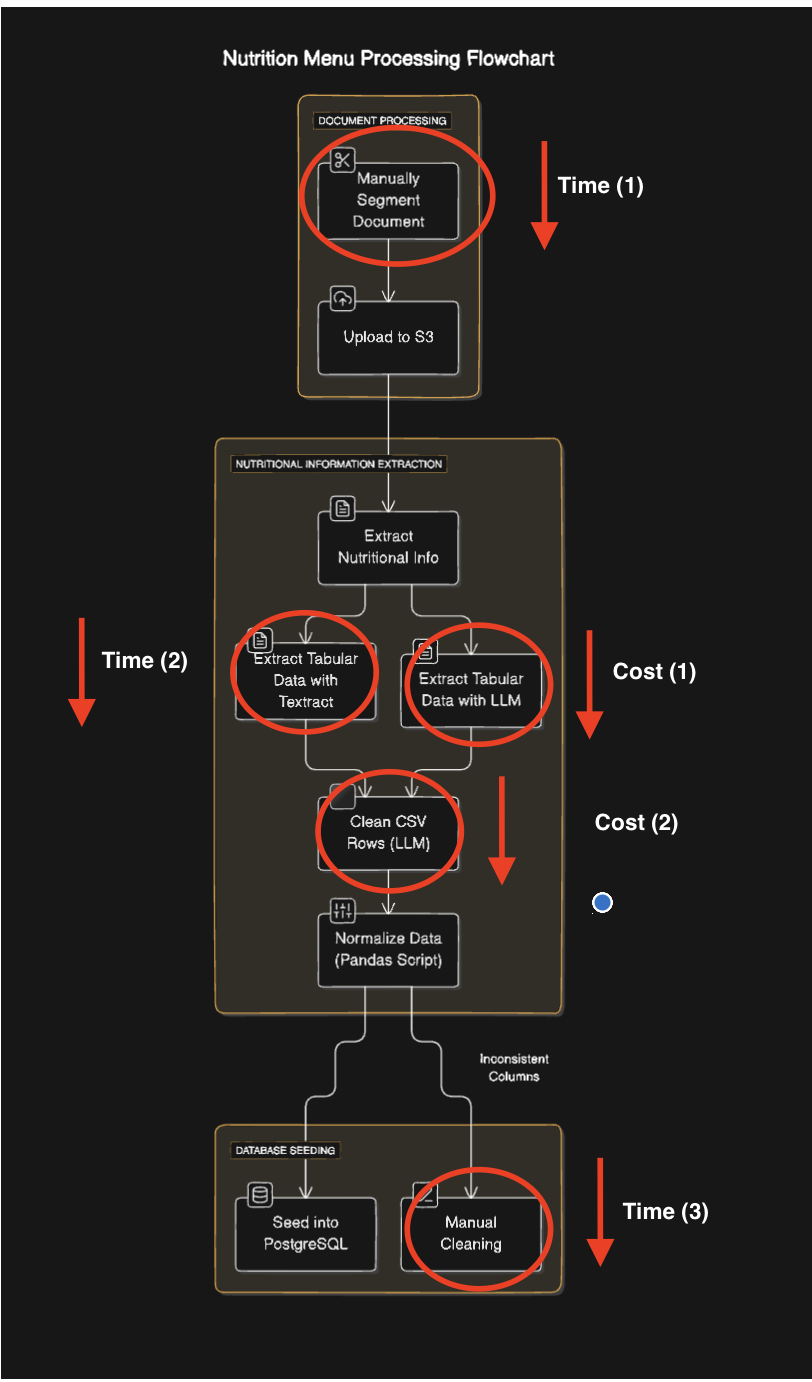 Nutrition Menu Processing Flowchart
DOCUMENT PROCESSING
Manually
Segment
Document
Time (1)
Upload to S3
NUTRITIONAL INFORMATION EXTRACTION
Extract
Nutritional Info
Time (2)
Extract Tabular
Data with
Textract
Extract Tabular
Data with LLM
Cost (1)
Clean CSV
Rows (LLM)
Cost (2)
Normalize Data
(Pandas Script)
Inconsistent
Columns
DATABASE SEEDING
Seed into
PostgreSQL
Manual
Cleaning
Time (3)